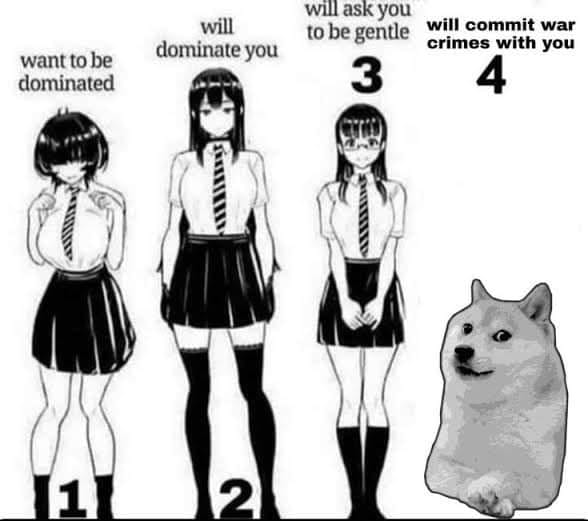 want to be
dominated
1
will
dominate you
2
will ask you
to be gentle
3
will commit war
crimes with you
4